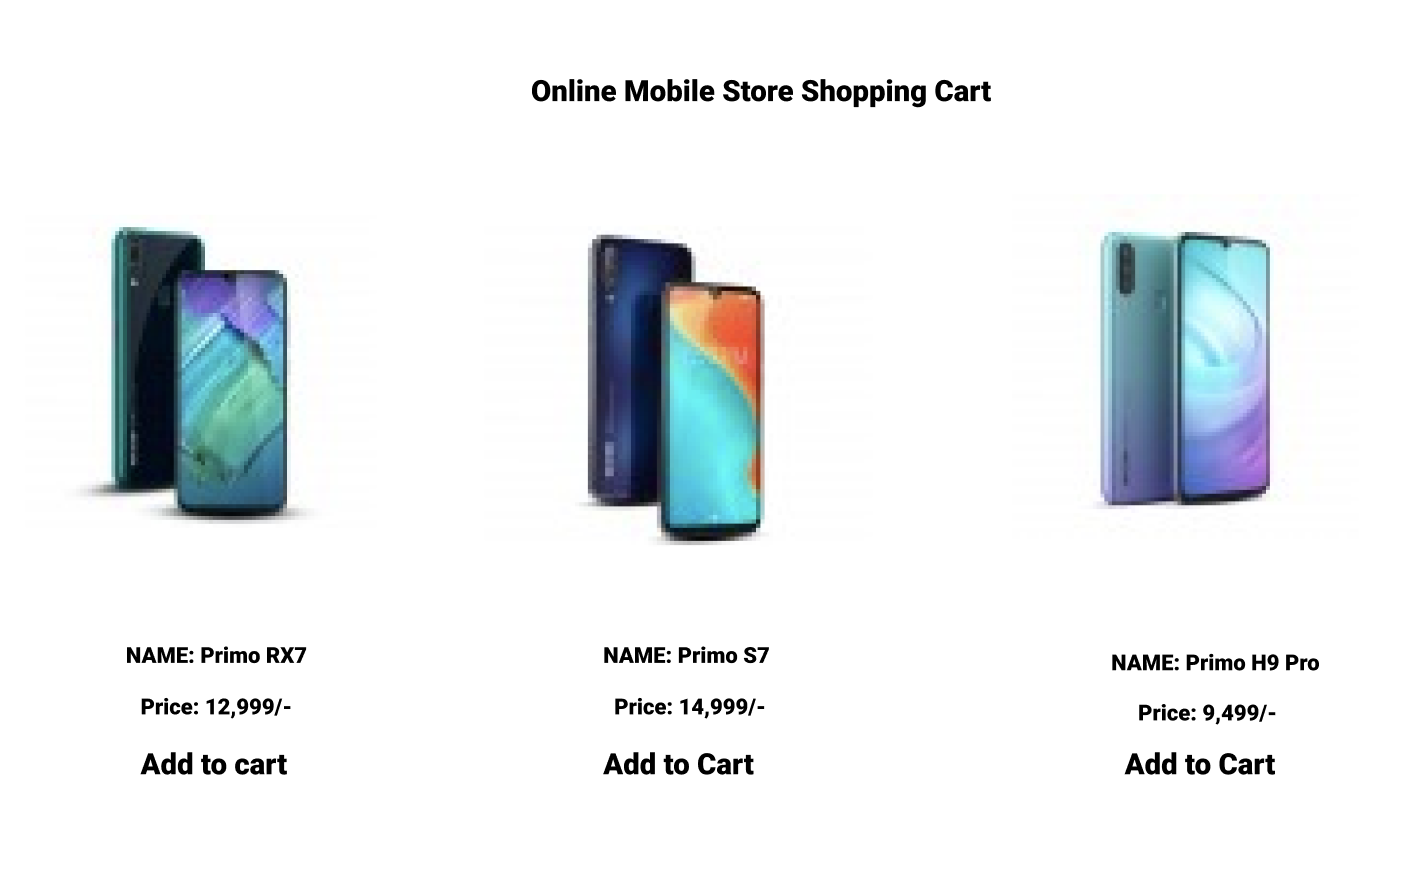 Online Mobile Store Shopping Cart
NAME: Primo RX7
Price: 12,999/-
Add to cart
NAME: Primo S7
Price: 14,999/-
Add to Cart
NAME: Primo H9 Pro
Price: 9,499/-
Add to Cart